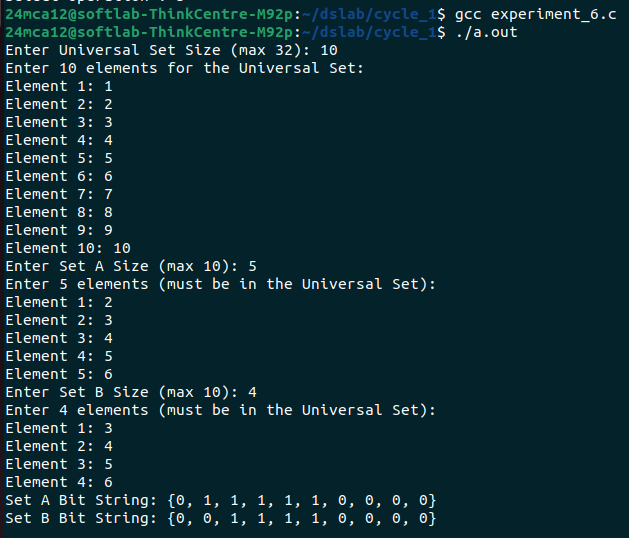 24mca12@softlab-ThinkCentre-M92p:~/dslab/cycle_1$ gcc experiment_6.c
24mca12@softlab-ThinkCentre-M92p:~/dslab/cycle_1$ ./a.out
Enter Universal Set Size (max 32): 10
Enter 10 elements for the Universal Set:
Element 1: 1
Element 2: 2
Element 3: 3
Element 4: 4
Element 5: 5
Element 6: 6
Element 7: 7
Element 8: 8
Element 9: 9
Element 10: 10
Enter Set A Size (max 10): 5
Enter 5 elements (must be in the Universal Set):
Element 1: 2
Element 2: 3
Element 3: 4
Element 4: 5
Element 5: 6
Enter Set B Size (max 10): 4
Enter 4 elements (must be in the Universal Set):
Element 1: 3
Element 2: 4
Element 3: 5
Element 4: 6
Set A Bit String: {0, 1, 1, 1, 1, 1, 0, 0, 0, 0}
Set B Bit String: {0, 0, 1, 1, 1, 1, 0, 0, 0, 0}